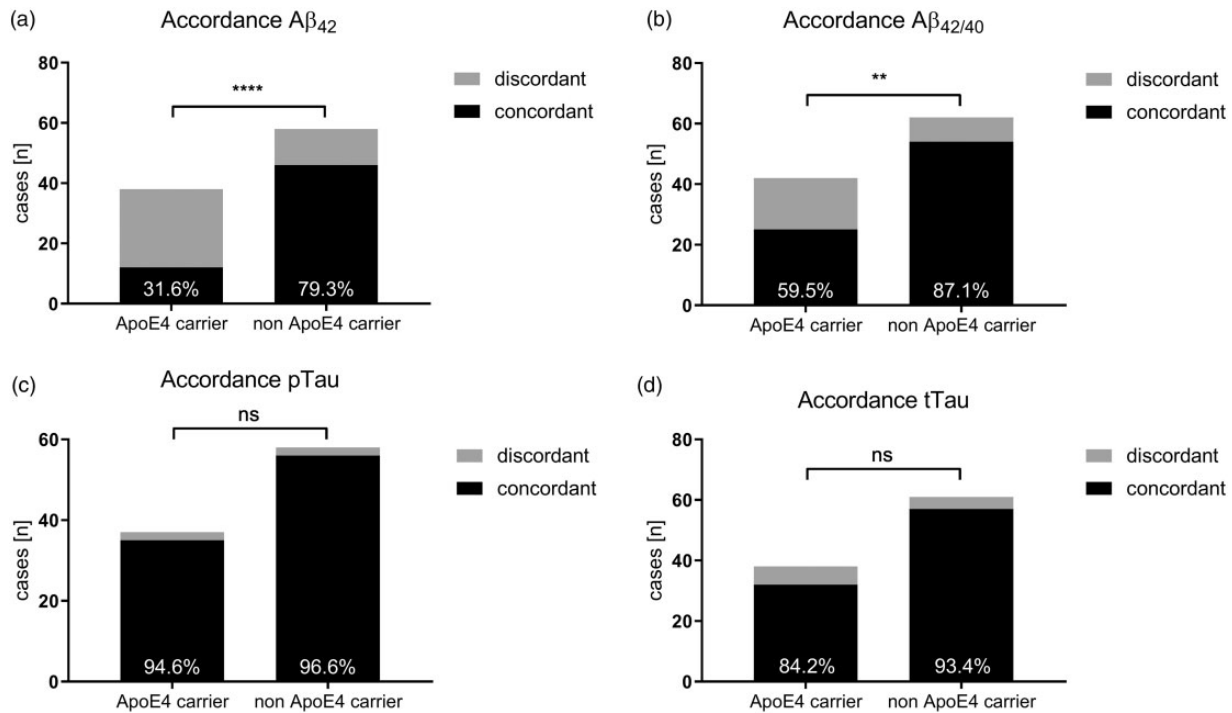 (a)
Accordance Aβ42
80
60
40
20
0
cases [n]
****
31.6%
79.3%
ApoE4 carrier
non ApoE4 carrier
discordant
concordant
(b)
Accordance Aβ42/40
80
60
40
20
0
cases [n]
**
59.5%
87.1%
ApoE4 carrier
non ApoE4 carrier
discordant
concordant
(c)
Accordance pTau
60
40
20
0
cases [n]
ns
94.6%
96.6%
ApoE4 carrier
non ApoE4 carrier
discordant
concordant
(d)
Accordance tTau
80
60
40
20
0
cases [n]
ns
84.2%
93.4%
ApoE4 carrier
non ApoE4 carrier
discordant
concordant